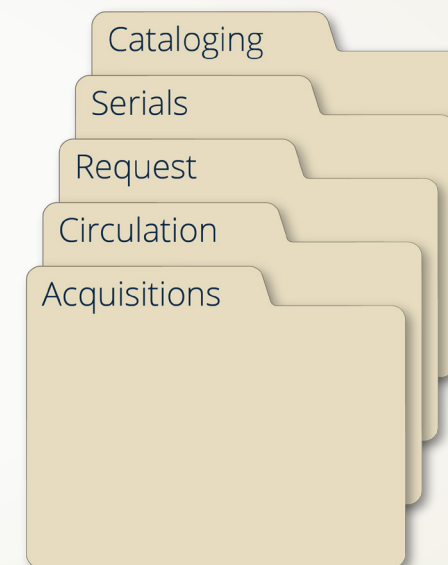 Cataloging
Serials
Request
Circulation
Acquisitions